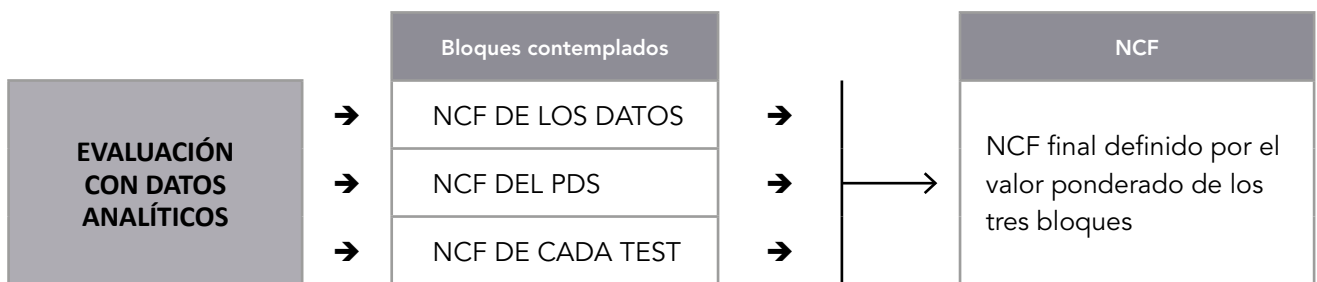 Bloques contemplados
NCF
EVALUACIÓN
CON DATOS
ANALÍTICOS
NCF DE LOS DATOS
NCF DEL PDS
NCF DE CADA TEST
NCF final definido por el
valor ponderado de los
tres bloques